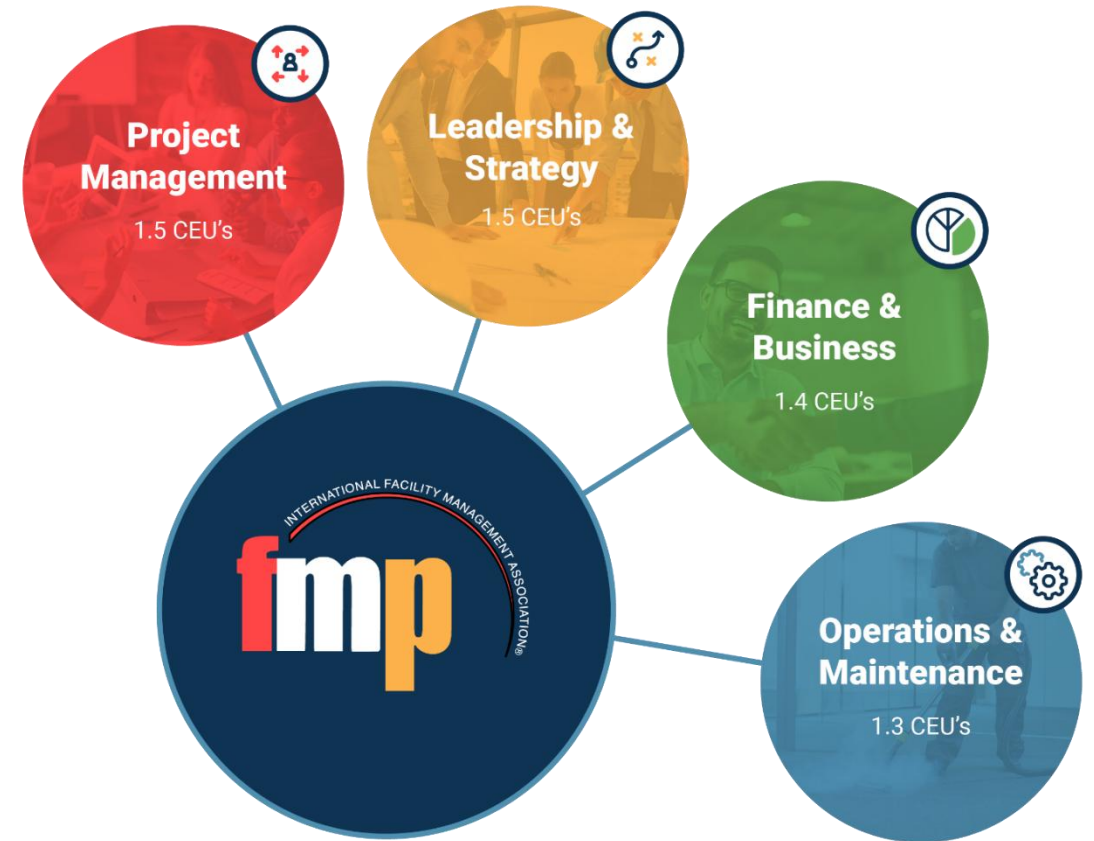 Project
Management
1.5 CEU's
Leadership &
Strategy
1.5 CEU's
Finance &
Business
1.4 CEU's
INTERNATIONAL FACILITY MANAGEMENT ASSOCIATION®
fmp
Operations &
Maintenance
1.3 CEU's